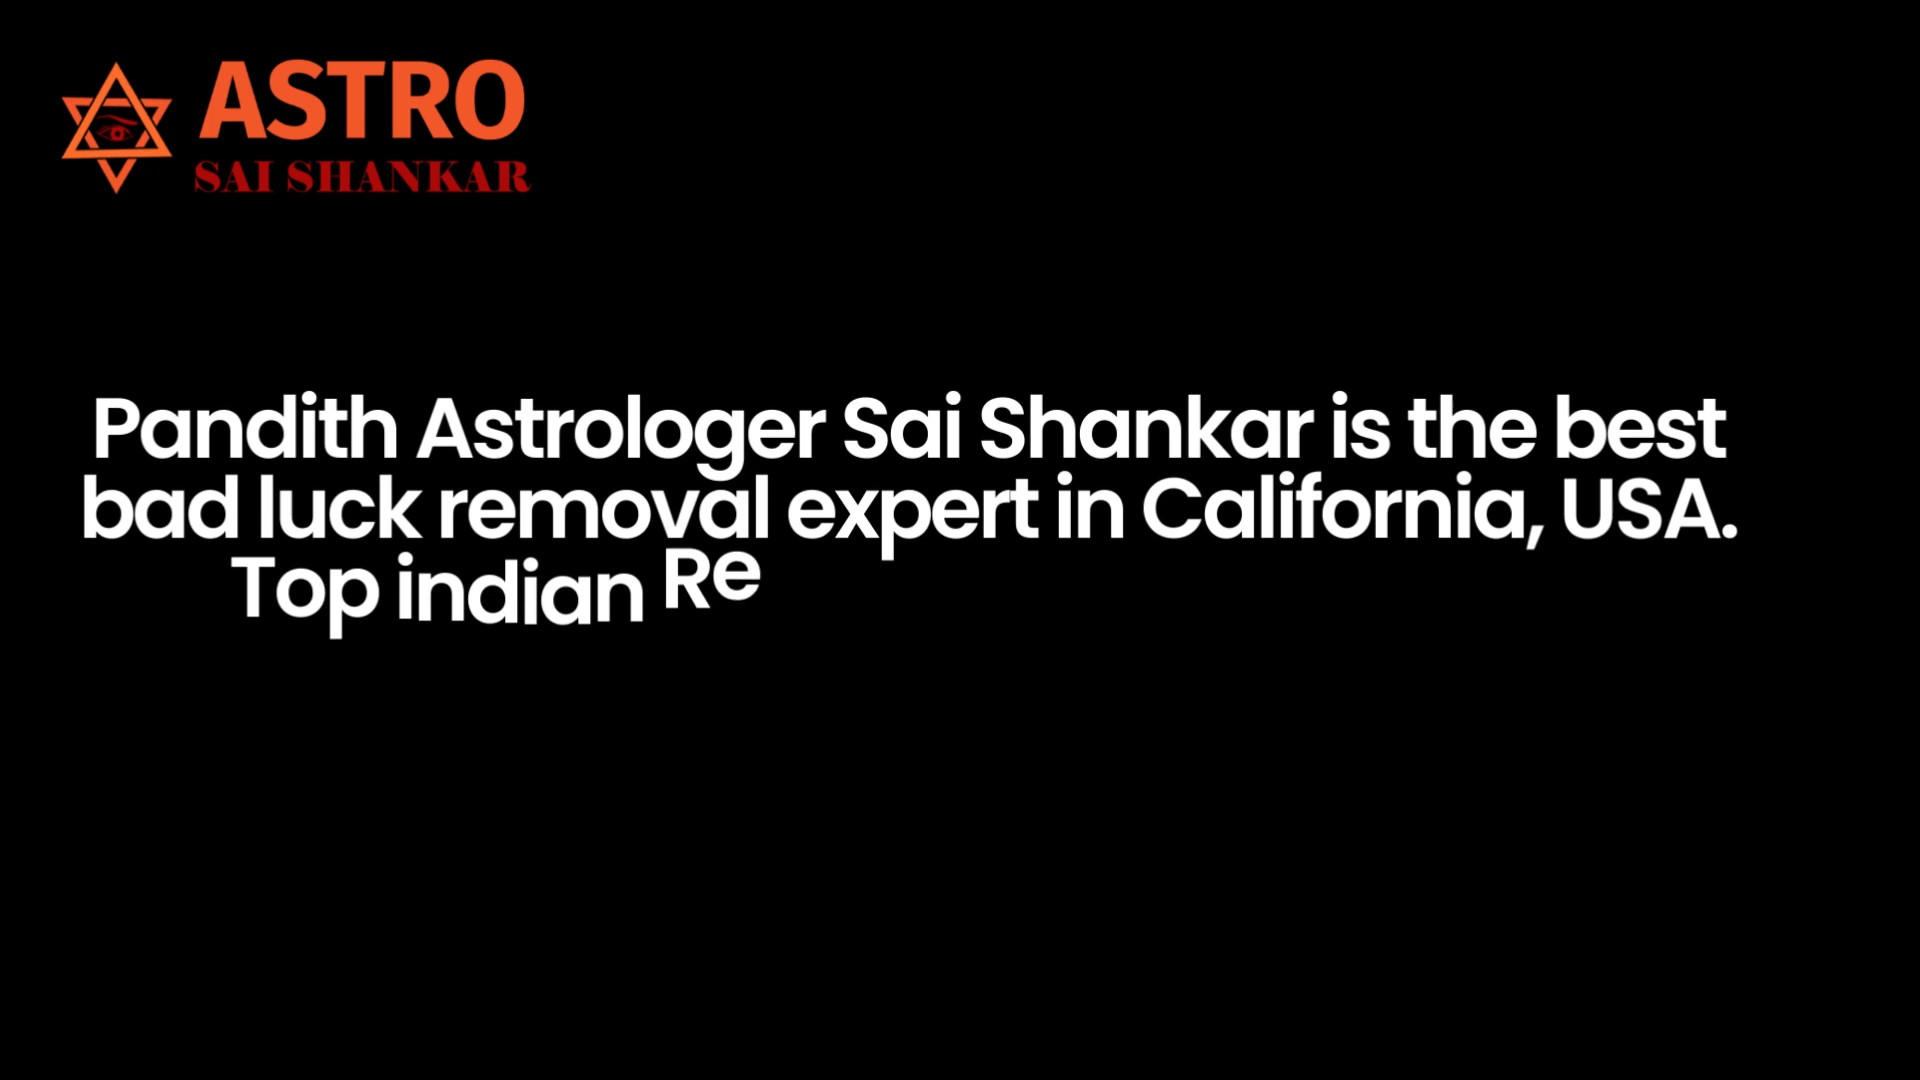 ASTRO
SAI SHANKAR
Pandith Astrologer Sai Shankar is the best
bad luck removal expert in California, USA.
Top indian Re